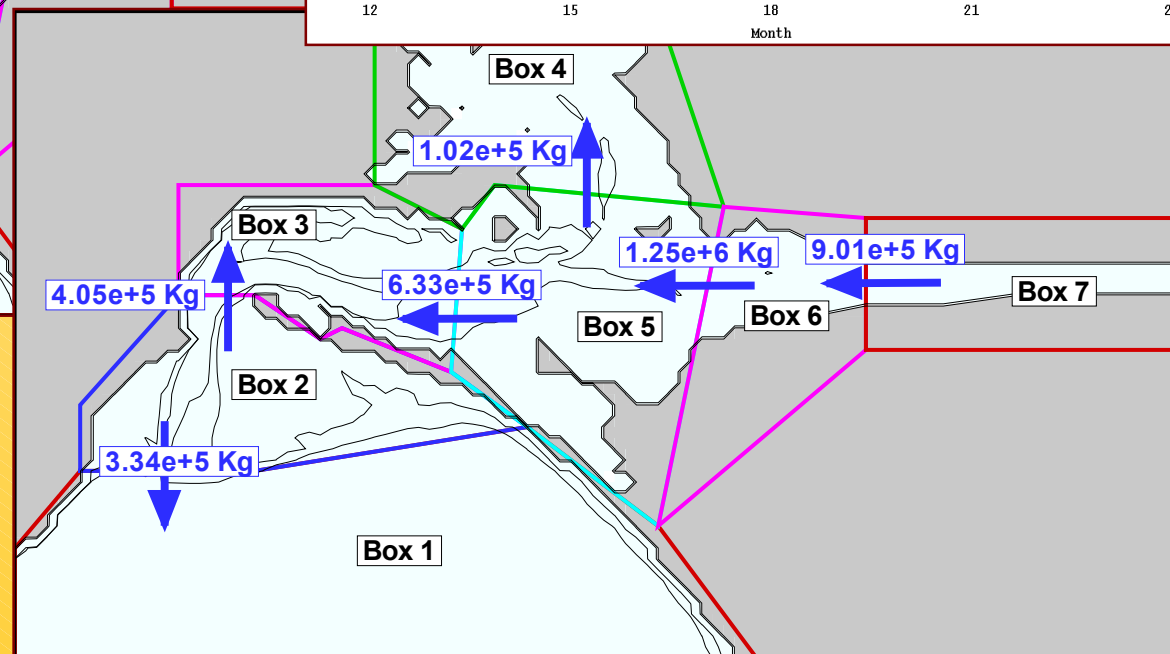 12 15 18 21 2
Month
Box 4
1.02e+5 Kg
Box 3
1.25e+6 Kg
9.01e+5 Kg
4.05e+5 Kg
6.33e+5 Kg
Box 7
Box 6
Box 5
Box 2
3.34e+5 Kg
Box 1